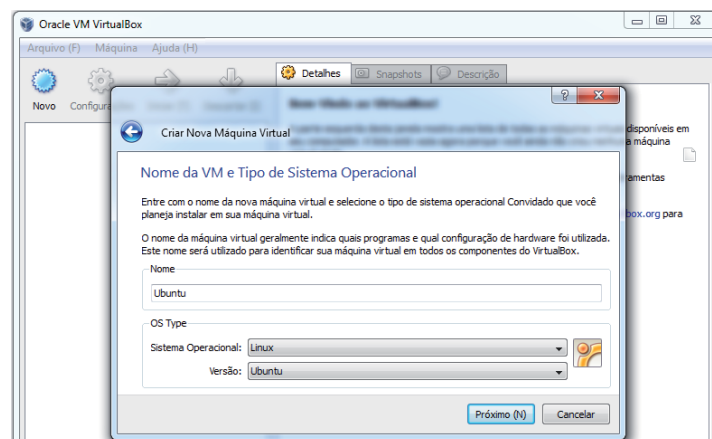 Oracle VM VirtualBox
Arquivo (F) Máquina Ajuda (H)
Novo
Detalhes Snapshots Descrição
disponíveis em
a máquina
amentas
box.org para
Criar Nova Máquina Virtual
Nome da VM e Tipo de Sistema Operacional
Entre com o nome da nova máquina virtual e selecione o tipo de sistema operacional Convidado que você
planeja instalar em sua máquina virtual.
O nome da máquina virtual geralmente indica quais programas e qual configuração de hardware foi utilizada.
Este nome será utilizado para identificar sua máquina virtual em todos os componentes do VirtualBox.
Nome
Ubuntu
OS Type
Sistema Operacional: Linux
Versão: Ubuntu
Próximo (N) Cancelar